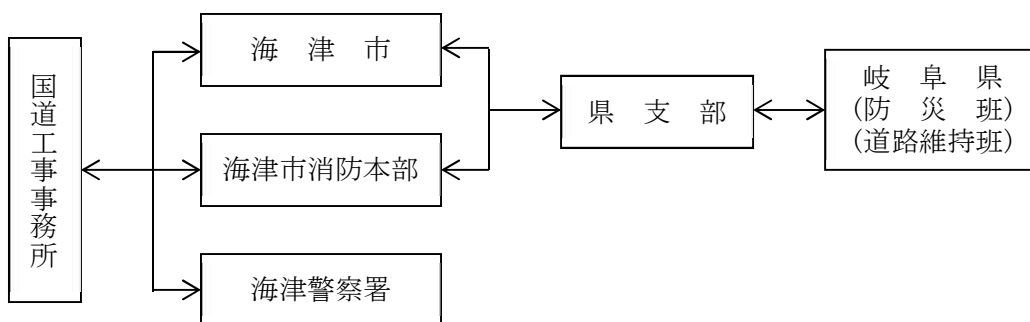 国道工事事務所
海津市
海津市消防本部
海津警察署
県支部
岐阜県
(防災班)
(道路維持班)